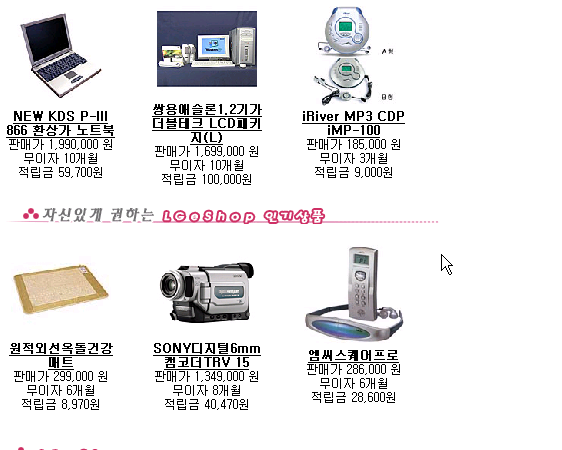 A형
B형
NEW KDS P-III
866 환상가 노트북
판매가 1,990,000 원
무이자 10개월
적립금 59,700원
쌍용애슬론1.2기가
더블테크 LCD패키
지(L)
판매가 1,699,000 원
무이자 10개월
적립금 100,000원
iRiver MP3 CDP
iMP-100
판매가 185,000 원
무이자 3개월
적립금 9,000원
자신있게 권하는 LGeShop 인기상품
원적외선옥돌건강
매트
판매가 299,000 원
무이자 6개월
적립금 8,970원
SONY디지털6mm
캠코더TRV 15
판매가 1,349,000 원
무이자 8개월
적립금 40,470원
엠씨스퀘어프로
판매가 286,000 원
무이자 6개월
적립금 28,600원